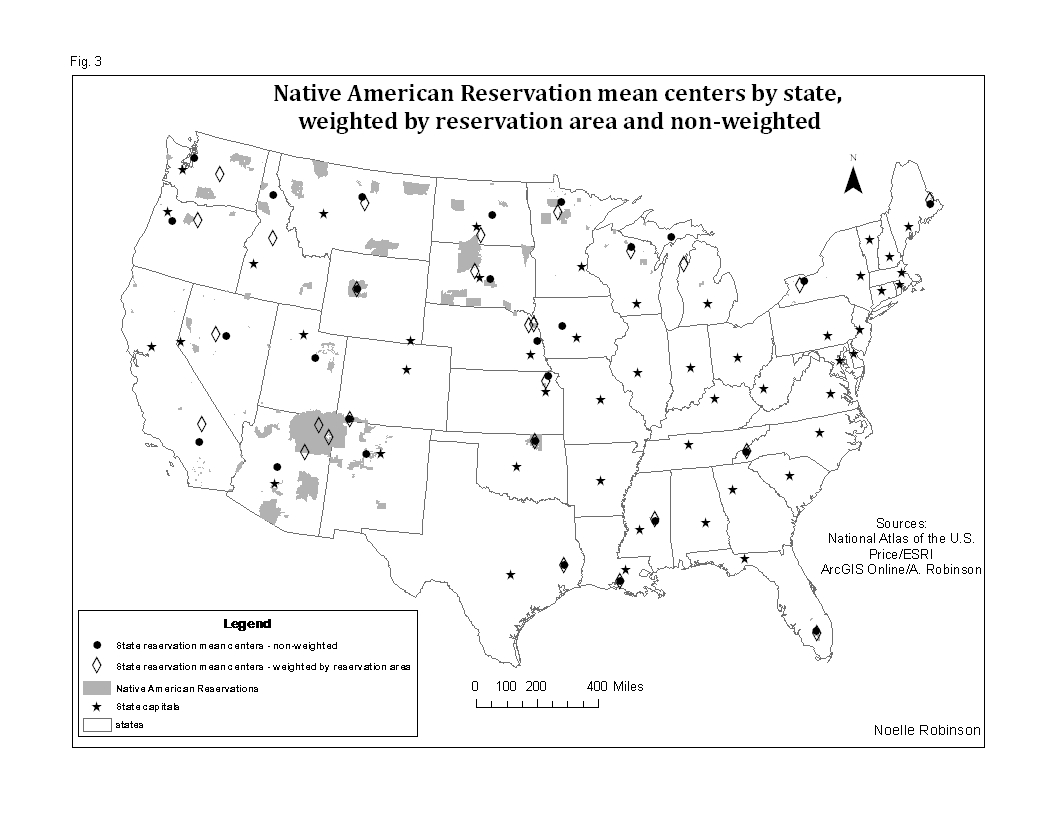 Fig. 3
Native American Reservation mean centers by state,
weighted by reservation area and non-weighted
N
Sources:
National Atlas of the U.S.
Price/ESRI
ArcGIS Online/A. Robinson
Legend
State reservation mean centers - non-weighted
State reservation mean centers - weighted by reservation area
Native American Reservations
State capitals
states
0 100 200 400 Miles
Noelle Robinson